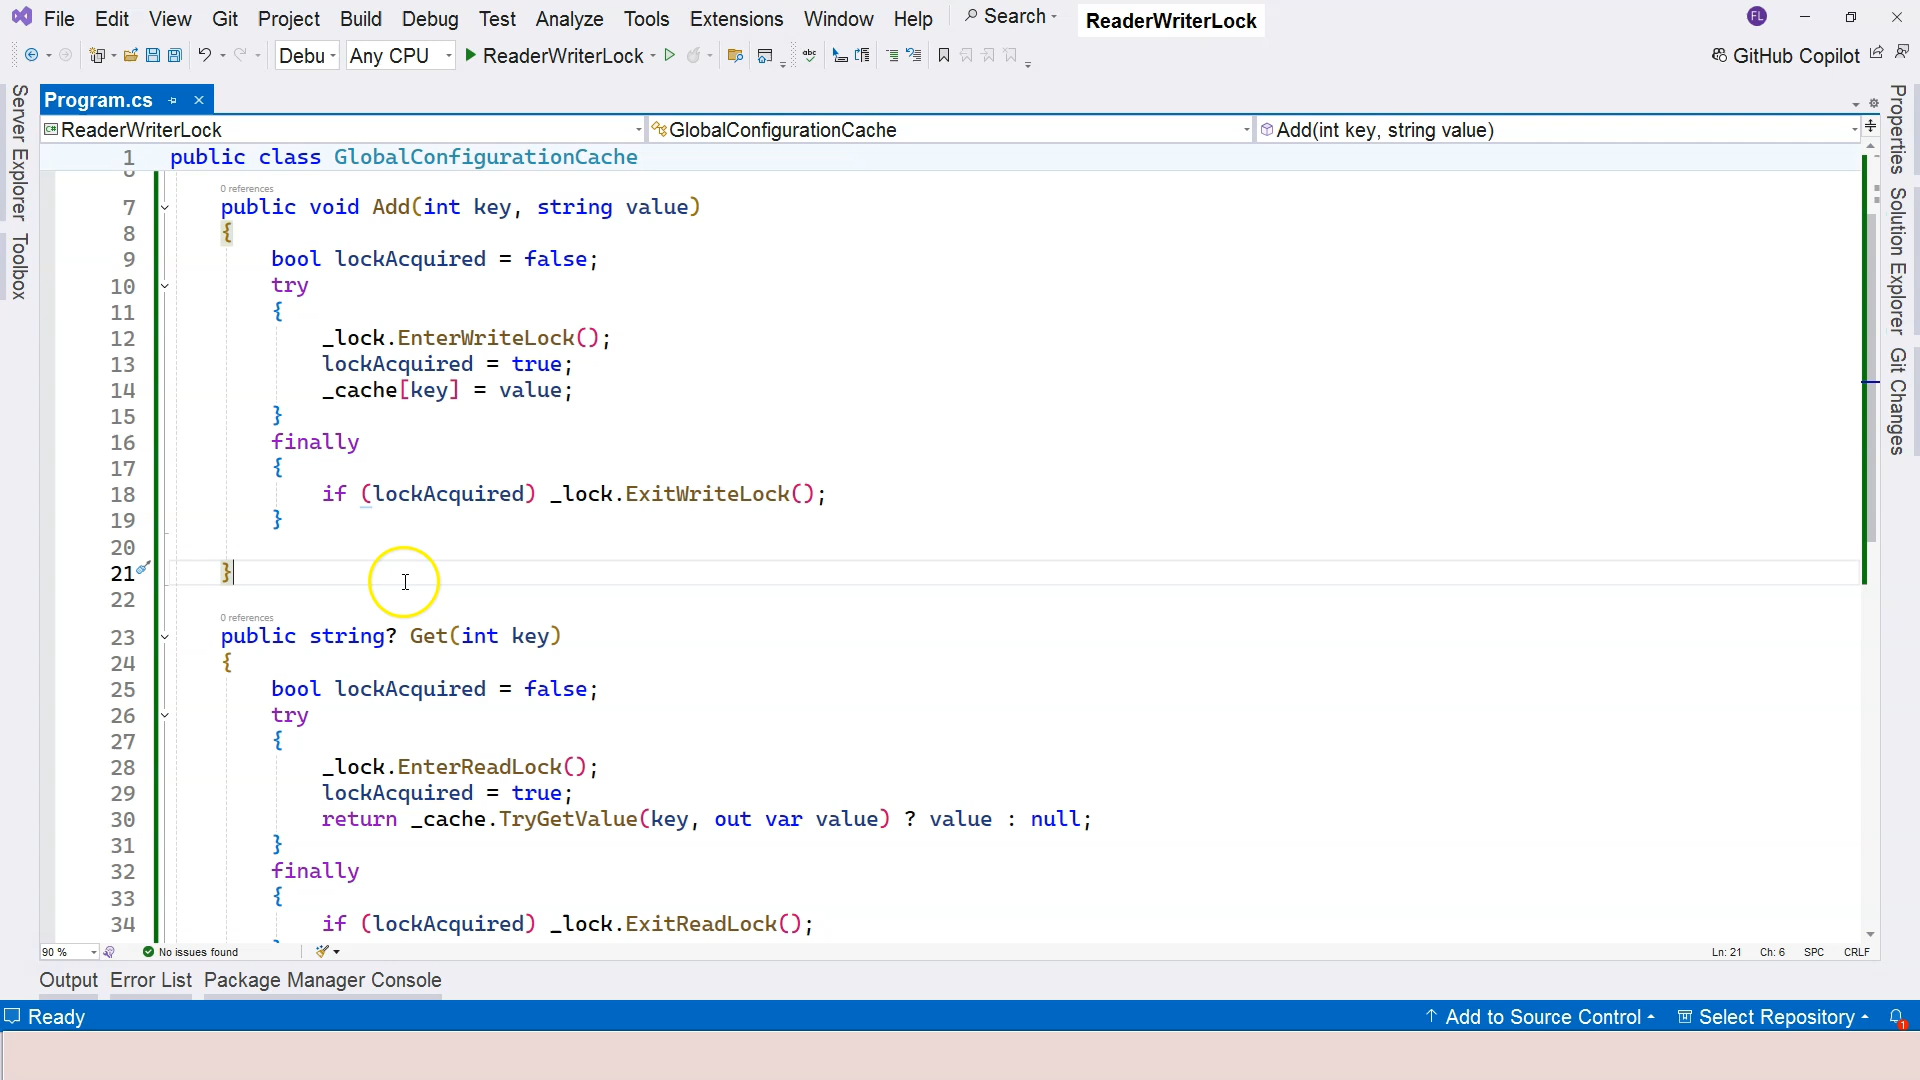 File Edit View Git Project Build Debug Test Analyze Tools Extensions Window Help Search ReaderWriterLock FL
Debu Any CPU ReaderWriterLock abc GitHub Copilot
Server Explorer
Toolbox
Program.cs
ReaderWriterLock GlobalConfigurationCache Add(int key, string value)
1 public class GlobalConfigurationCache
0 references
7 public void Add(int key, string value)
8 {
9 bool lockAcquired = false;
10 try
11 {
12 _lock.EnterWriteLock();
13 lockAcquired = true;
14 _cache[key] = value;
15 }
16 finally
17 {
18 if (lockAcquired) _lock.ExitWriteLock();
19 }
20
21 }
22
0 references
23 public string? Get(int key)
24 {
25 bool lockAcquired = false;
26 try
27 {
28 _lock.EnterReadLock();
29 lockAcquired = true;
30 return _cache.TryGetValue(key, out var value) ? value : null;
31 }
32 finally
33 {
34 if (lockAcquired) _lock.ExitReadLock();
Properties
Solution Explorer
Git Changes
90 % No issues found Ln: 21 Ch: 6 SPC CRLF
Output Error List Package Manager Console
Ready Add to Source Control Select Repository 1